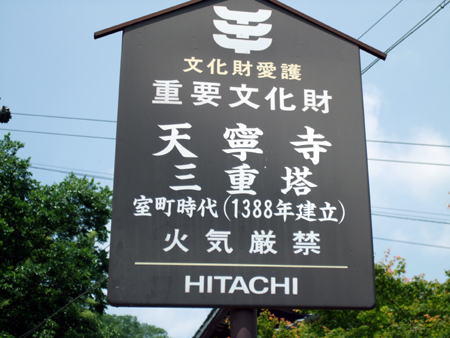 文化財愛護
重要文化財
天寧寺
三重塔
室町時代(1388年建立)
火気厳禁
HITACHI